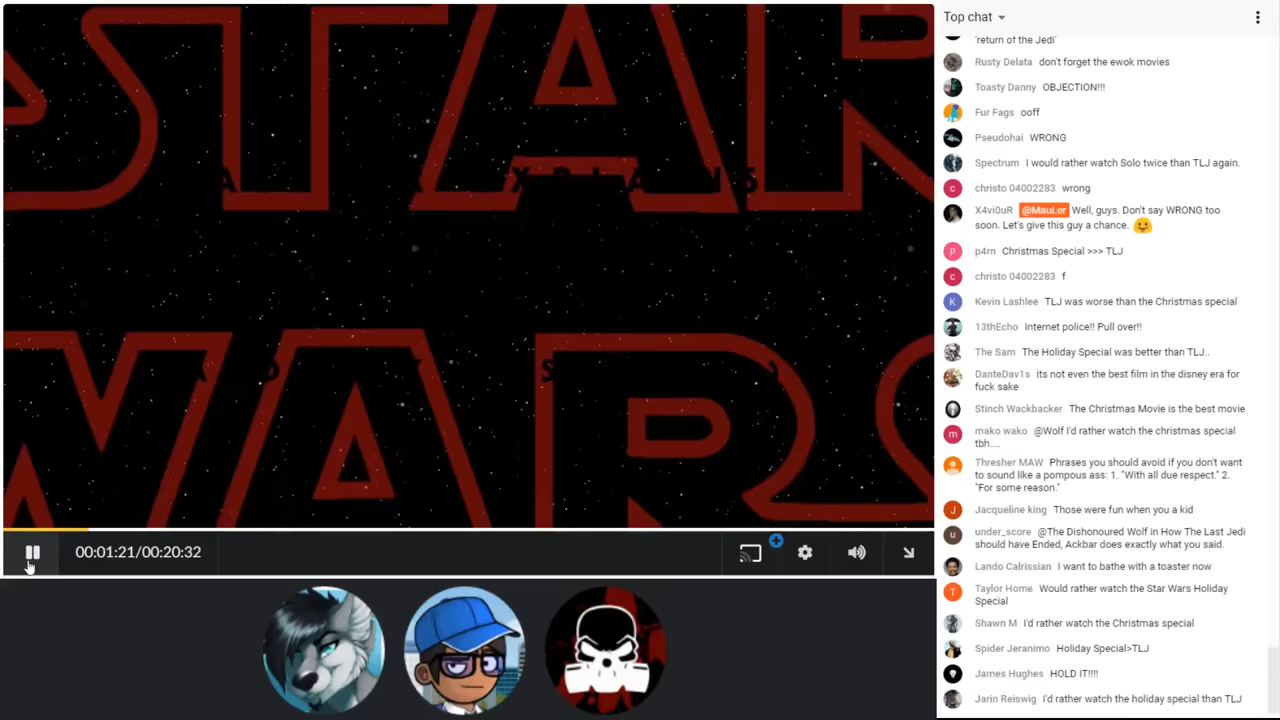 STAR
WARS
00:01:21/00:20:32
Top chat
'return of the Jedi'
Rusty Delata don't forget the ewok movies
Toasty Danny OBJECTION!!!
Fur Fags ooff
Pseudohai WRONG
Spectrum I would rather watch Solo twice than TLJ again.
christo 04002283 wrong
X4vi0uR @MauLer Well, guys. Don't say WRONG too
soon. Let's give this guy a chance.
p4rn Christmas Special >>> TLJ
christo 04002283 f
Kevin Lashlee TLJ was worse than the Christmas special
13thEcho Internet police!! Pull over!!
The Sam The Holiday Special was better than TLJ..
DanteDav1s its not even the best film in the disney era for
fuck sake
Stinch Wackbacker The Christmas Movie is the best movie
mako wako @Wolf I'd rather watch the christmas special
tbh....
Thresher MAW Phrases you should avoid if you don't want
to sound like a pompous ass: 1. "With all due respect." 2.
"For some reason."
Jacqueline king Those were fun when you a kid
under_score @The Dishonoured Wolf in How The Last Jedi
should have Ended, Ackbar does exactly what you said.
Lando Calrissian I want to bathe with a toaster now
Taylor Home Would rather watch the Star Wars Holiday
Special
Shawn M I'd rather watch the Christmas special
Spider Jeranimo Holiday Special>TLJ
James Hughes HOLD IT!!!!
Jarin Reiswig I'd rather watch the holiday special than TLJ